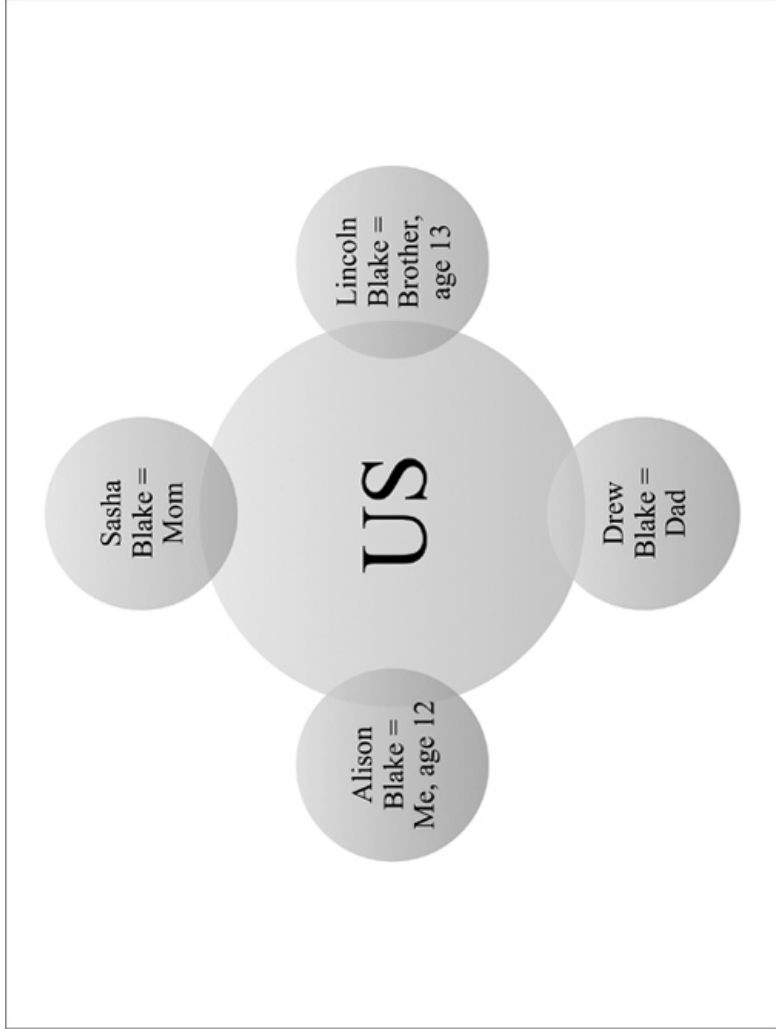 Sasha
Blake =
Mom
Alison
Blake =
Me, age 12
US
Lincoln
Blake =
Brother,
age 13
Drew
Blake =
Dad